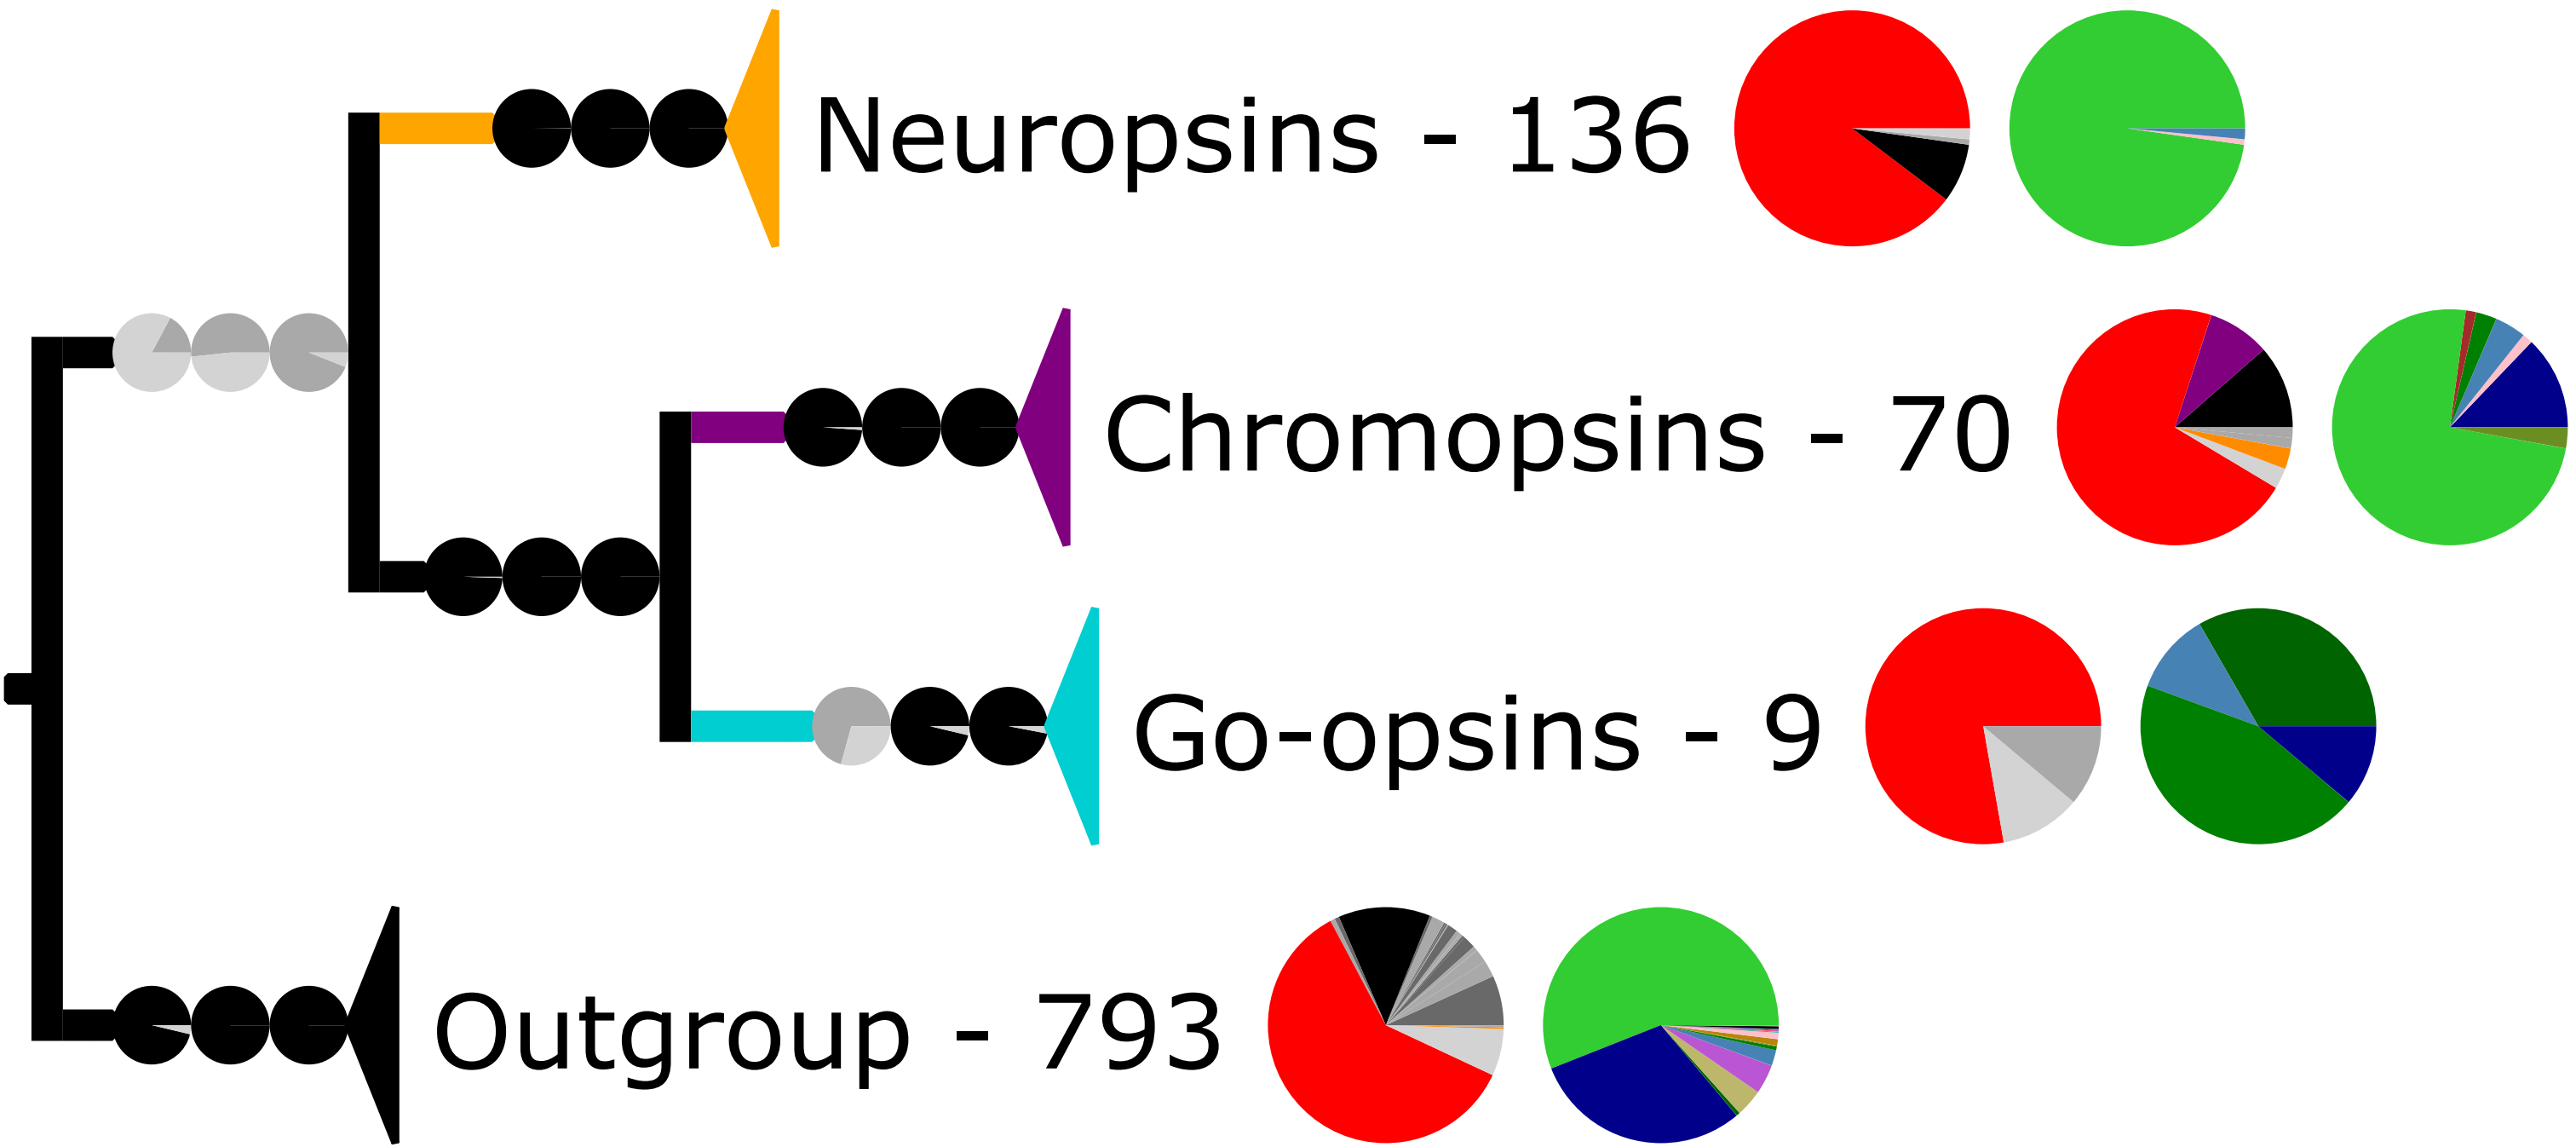 Neuropsins - 136
Chromopsins - 70
Go-opsins - 9
Outgroup - 793